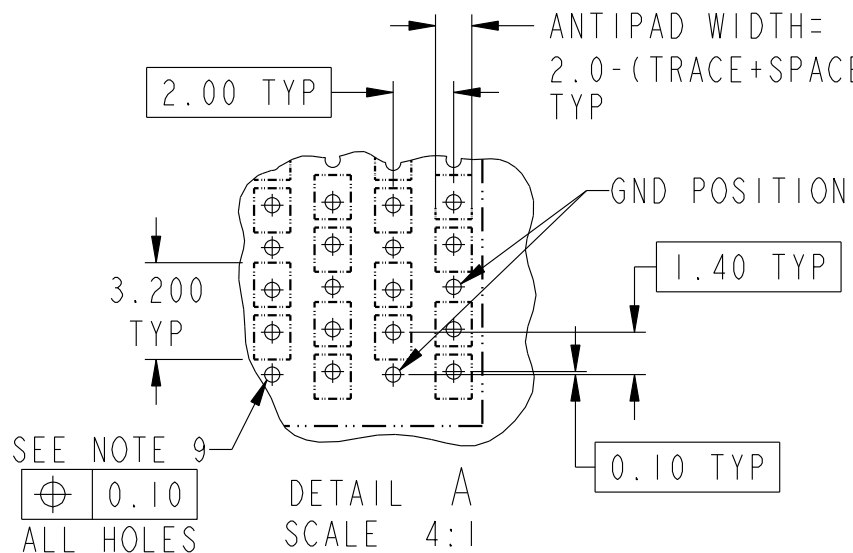 ANTIPAD WIDTH=
2.0-(TRACE+SPACE
TYP
2.00 TYP
GND POSITION
1.40 TYP
3.200
TYP
SEE NOTE 9
0.10
ALL HOLES
DETAIL A
SCALE 4:1
0.10 TYP